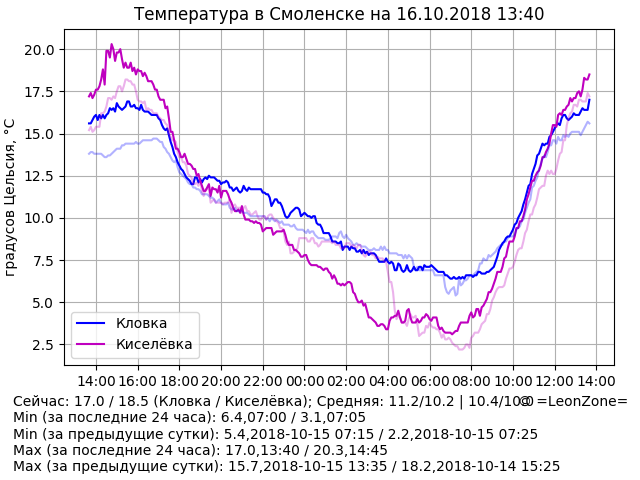 Температура в Смоленске на 16.10.2018 13:40
градусов Цельсия, °C
20.0
17.5
15.0
12.5
10.0
7.5
5.0
2.5
Кловка
Киселёвка
14:00 16:00 18:00 20:00 22:00 00:00 02:00 04:00 06:00 08:00 10:00 12:00 14:00
Сейчас: 17.0 / 18.5 (Кловка / Киселёвка); Средняя: 11.2/10.2 | 10.4/10.0 © =LeonZone=
Min (за последние 24 часа): 6.4,07:00 / 3.1,07:05
Min (за предыдущие сутки): 5.4,2018-10-15 07:15 / 2.2,2018-10-15 07:25
Max (за последние 24 часа): 17.0,13:40 / 20.3,14:45
Max (за предыдущие сутки): 15.7,2018-10-15 13:35 / 18.2,2018-10-14 15:25